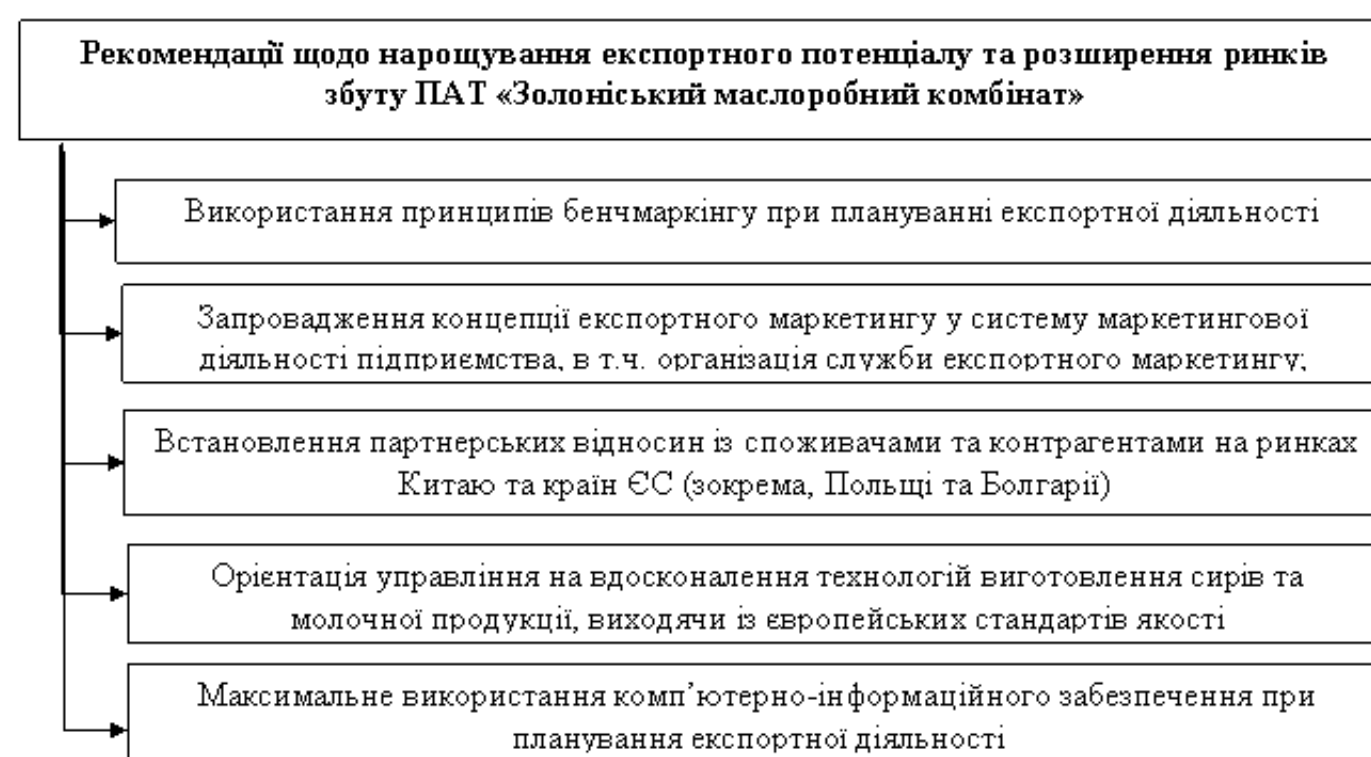 Рекомендації щодо нарощування експортного потенціалу та розширення ринків
збуту ПАТ «Золоніський маслоробний комбінат»
Використання принципів бенчмаркінгу при плануванні експортної діяльності
Запровадження концепції експортного маркетингу у систему маркетингової
діяльності підприємства, в т.ч. організація служби експортного маркетингу;
Встановлення партнерських відносин із споживачами та контрагентами на ринках
Китаю та країн ЄС (зокрема, Польщі та Болгарії)
Орієнтація управління на вдосконалення технологій виготовлення сирів та
молочної продукції, виходячи із європейських стандартів якості
Максимальне використання комп’ютерно-інформаційного забезпечення при
планування експортної діяльності